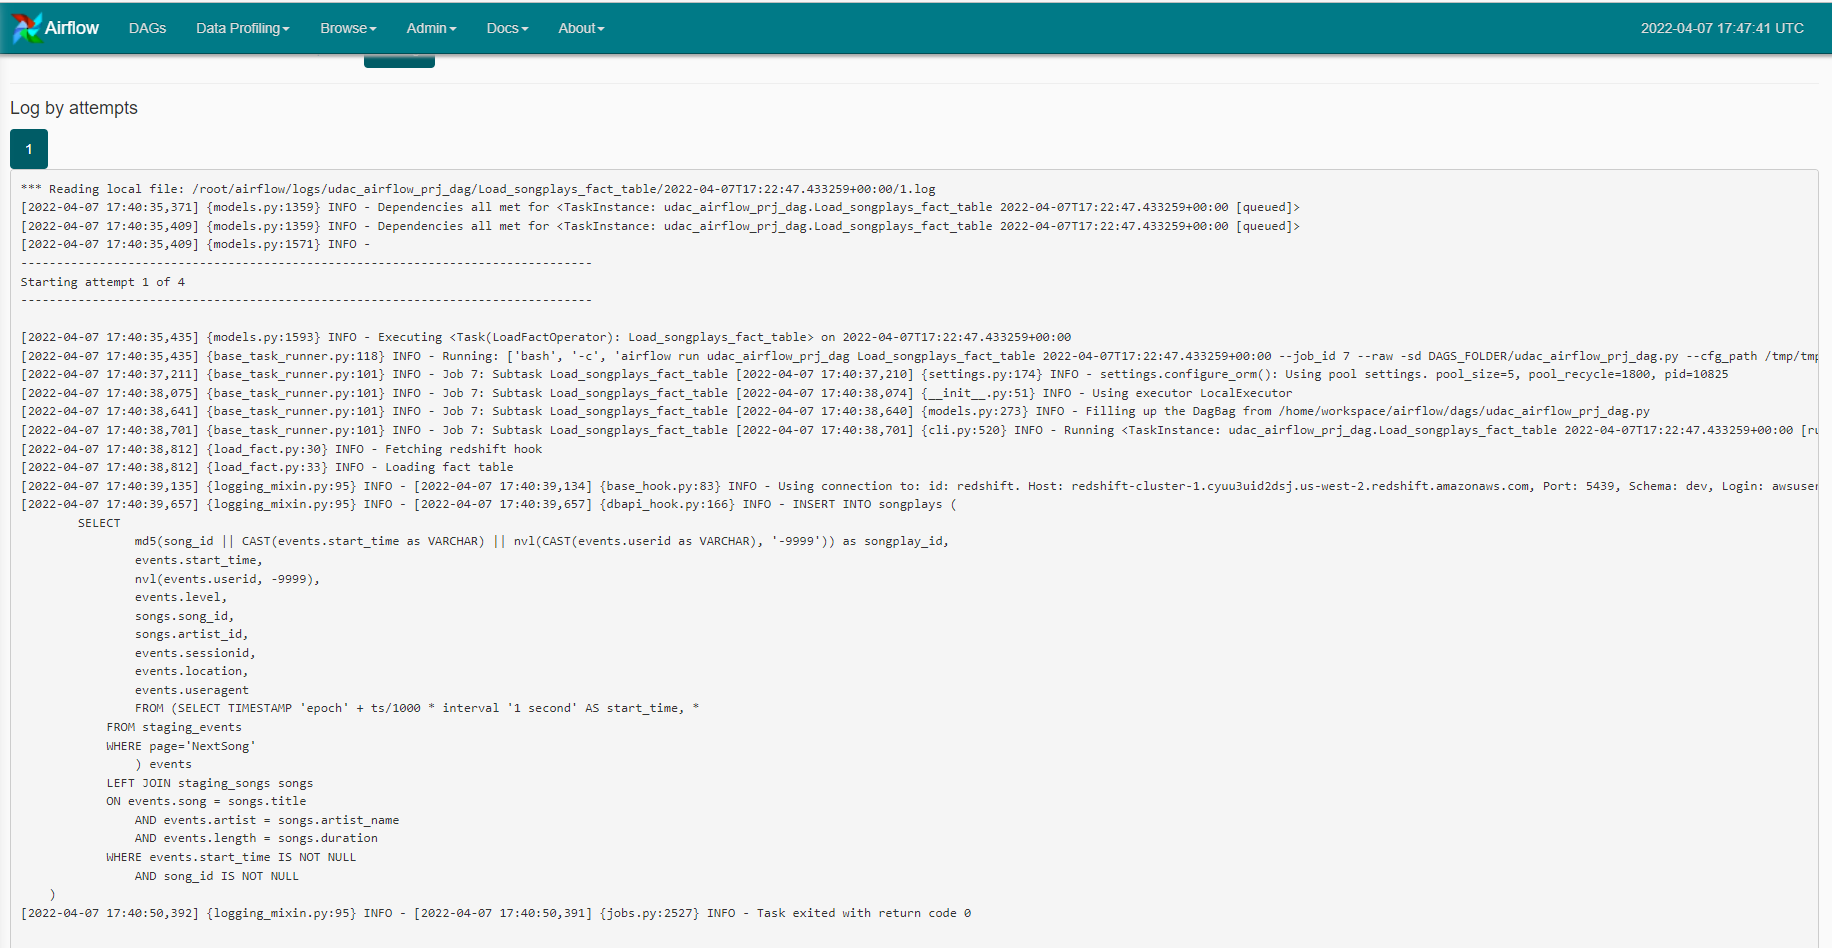 Airflow DAGs Data Profiling Browse Admin Docs About 2022-04-07 17:47:41 UTC
Log by attempts
1
*** Reading local file: /root/airflow/logs/udac_airflow_prj_dag/Load_songplays_fact_table/2022-04-07T17:22:47.433259+00:00/1.log
[2022-04-07 17:40:35,371] {models.py:1359} INFO - Dependencies all met for <TaskInstance: udac_airflow_prj_dag.Load_songplays_fact_table 2022-04-07T17:22:47.433259+00:00 [queued]>
[2022-04-07 17:40:35,409] {models.py:1359} INFO - Dependencies all met for <TaskInstance: udac_airflow_prj_dag.Load_songplays_fact_table 2022-04-07T17:22:47.433259+00:00 [queued]>
[2022-04-07 17:40:35,409] {models.py:1571} INFO -
--------------------------------------------------------------------------------
Starting attempt 1 of 4
--------------------------------------------------------------------------------
[2022-04-07 17:40:35,435] {models.py:1593} INFO - Executing <Task(LoadFactOperator): Load_songplays_fact_table> on 2022-04-07T17:22:47.433259+00:00
[2022-04-07 17:40:35,435] {base_task_runner.py:118} INFO - Running: ['bash', '-c', 'airflow run udac_airflow_prj_dag Load_songplays_fact_table 2022-04-07T17:22:47.433259+00:00 --job_id 7 --raw -sd DAGS_FOLDER/udac_airflow_prj_dag.py --cfg_path /tmp/tmp
[2022-04-07 17:40:37,211] {base_task_runner.py:101} INFO - Job 7: Subtask Load_songplays_fact_table [2022-04-07 17:40:37,210] {settings.py:174} INFO - settings.configure_orm(): Using pool settings. pool_size=5, pool_recycle=1800, pid=10825
[2022-04-07 17:40:38,075] {base_task_runner.py:101} INFO - Job 7: Subtask Load_songplays_fact_table [2022-04-07 17:40:38,074] {__init__.py:51} INFO - Using executor LocalExecutor
[2022-04-07 17:40:38,641] {base_task_runner.py:101} INFO - Job 7: Subtask Load_songplays_fact_table [2022-04-07 17:40:38,640] {models.py:273} INFO - Filling up the DagBag from /home/workspace/airflow/dags/udac_airflow_prj_dag.py
[2022-04-07 17:40:38,701] {base_task_runner.py:101} INFO - Job 7: Subtask Load_songplays_fact_table [2022-04-07 17:40:38,701] {cli.py:520} INFO - Running <TaskInstance: udac_airflow_prj_dag.Load_songplays_fact_table 2022-04-07T17:22:47.433259+00:00 [ru
[2022-04-07 17:40:38,812] {load_fact.py:30} INFO - Fetching redshift hook
[2022-04-07 17:40:38,812] {load_fact.py:33} INFO - Loading fact table
[2022-04-07 17:40:39,135] {logging_mixin.py:95} INFO - [2022-04-07 17:40:39,134] {base_hook.py:83} INFO - Using connection to: id: redshift. Host: redshift-cluster-1.cyuu3uid2dsj.us-west-2.redshift.amazonaws.com, Port: 5439, Schema: dev, Login: awsuser
[2022-04-07 17:40:39,657] {logging_mixin.py:95} INFO - [2022-04-07 17:40:39,657] {dbapi_hook.py:166} INFO - INSERT INTO songplays (
SELECT
md5(song_id || CAST(events.start_time as VARCHAR) || nvl(CAST(events.userid as VARCHAR), '-9999')) as songplay_id,
events.start_time,
nvl(events.userid, -9999),
events.level,
songs.song_id,
songs.artist_id,
events.sessionid,
events.location,
events.useragent
FROM (SELECT TIMESTAMP 'epoch' + ts/1000 * interval '1 second' AS start_time, *
FROM staging_events
WHERE page='NextSong'
) events
LEFT JOIN staging_songs songs
ON events.song = songs.title
AND events.artist = songs.artist_name
AND events.length = songs.duration
WHERE events.start_time IS NOT NULL
AND song_id IS NOT NULL
)
[2022-04-07 17:40:50,392] {logging_mixin.py:95} INFO - [2022-04-07 17:40:50,391] {jobs.py:2527} INFO - Task exited with return code 0